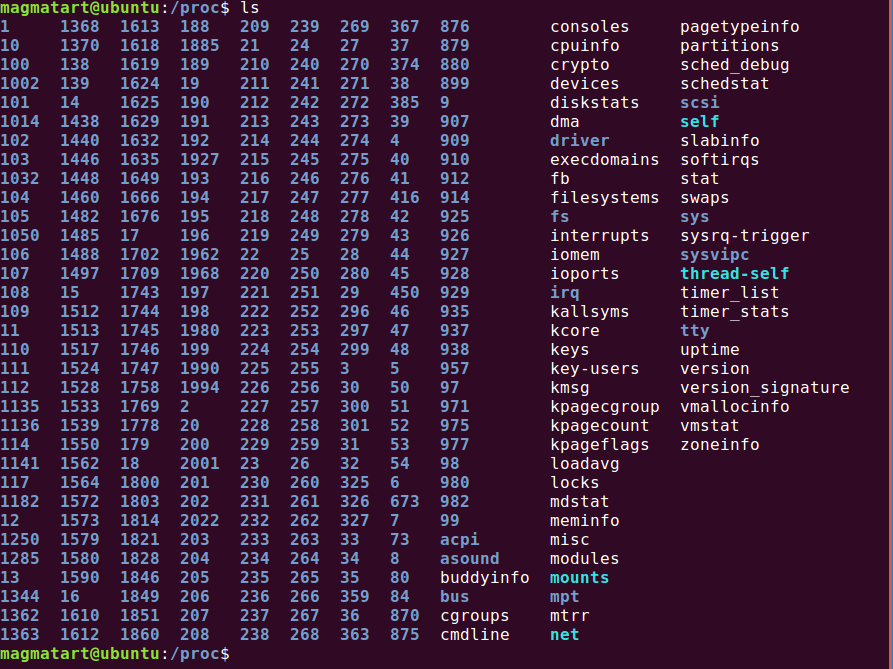 magmatart@ubuntu:/proc$ ls
1 1368 1613 188 209 239 269 367 876 consoles pagetypeinfo
10 1370 1618 1885 21 24 27 37 879 cpuinfo partitions
100 138 1619 189 210 240 270 374 880 crypto sched_debug
1002 139 1624 19 211 241 271 38 899 devices schedstat
101 14 1625 190 212 242 272 385 9 diskstats scsi
1014 1438 1629 191 213 243 273 39 907 dma self
102 1440 1632 192 214 244 274 4 909 driver slabinfo
103 1446 1635 1927 215 245 275 40 910 execdomains softirqs
1032 1448 1649 193 216 246 276 41 912 fb stat
104 1460 1666 194 217 247 277 416 914 filesystems swaps
105 1482 1676 195 218 248 278 42 925 fs sys
1050 1485 17 196 219 249 279 43 926 interrupts sysrq-trigger
106 1488 1702 1962 22 25 28 44 927 iomem sysvipc
107 1497 1709 1968 220 250 280 45 928 ioports thread-self
108 15 1743 197 221 251 29 450 929 irq timer_list
109 1512 1744 198 222 252 296 46 935 kallsyms timer_stats
11 1513 1745 1980 223 253 297 47 937 kcore tty
110 1517 1746 199 224 254 299 48 938 keys uptime
111 1524 1747 1990 225 255 3 5 957 key-users version
112 1528 1758 1994 226 256 30 50 97 kmsg version_signature
1135 1533 1769 2 227 257 300 51 971 kpagecgroup vmallocinfo
1136 1539 1778 20 228 258 301 52 975 kpagecount vmstat
114 1550 179 200 229 259 31 53 977 kpageflags zoneinfo
1141 1562 18 2001 23 26 32 54 98 loadavg
117 1564 1800 201 230 260 325 6 980 locks
1182 1572 1803 202 231 261 326 673 982 mdstat
12 1573 1814 2022 232 262 327 7 99 meminfo
1250 1579 1821 203 233 263 33 73 acpi misc
1285 1580 1828 204 234 264 34 8 asound modules
13 1590 1846 205 235 265 35 80 buddyinfo mounts
1344 16 1849 206 236 266 359 84 bus mpt
1362 1610 1851 207 237 267 36 870 cgroups mtrr
1363 1612 1860 208 238 268 363 875 cmdline net
magmatart@ubuntu:/proc$